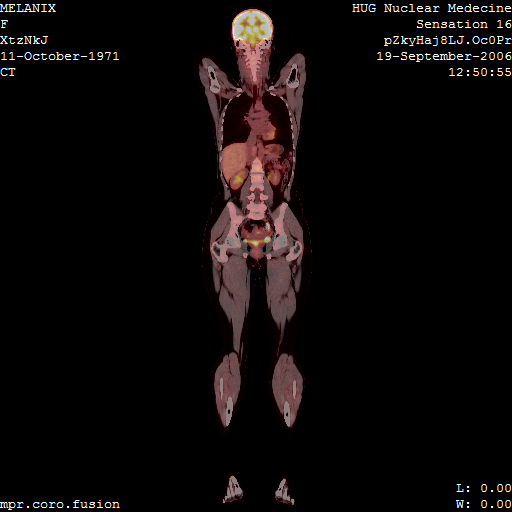 MELANIX
F
XtzNkJ
11-October-1971
CT
HUG Nuclear Medecine
Sensation 16
pZkyHaj8LJ.Oc0Pr
19-September-2006
12:50:55
mpr.coro.fusion
L: 0.00
W: 0.00